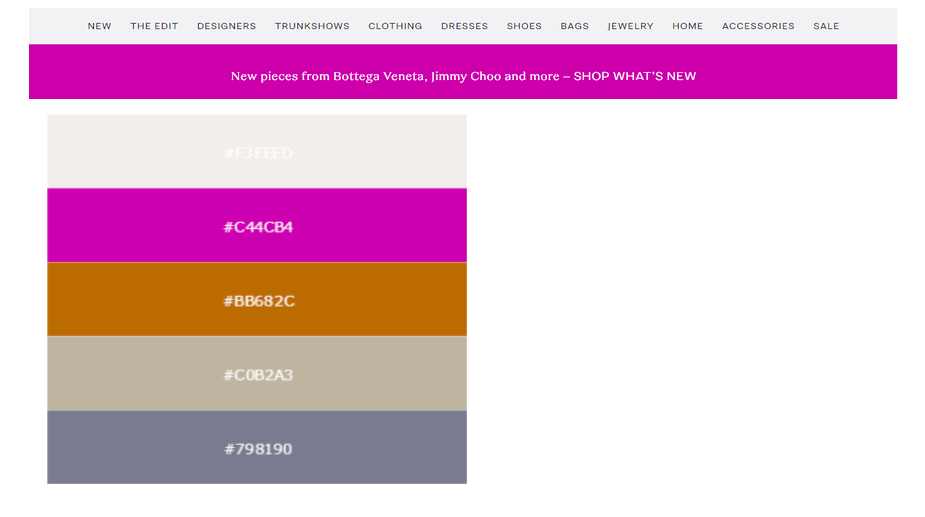 NEW THE EDIT DESIGNERS TRUNKSHOWS CLOTHING DRESSES SHOES BAGS JEWELRY HOME ACCESSORIES SALE
New pieces from Bottega Veneta, Jimmy Choo and more – SHOP WHAT'S NEW
#F3EEED
#C44CB4
#BB682C
#C0B2A3
#798190